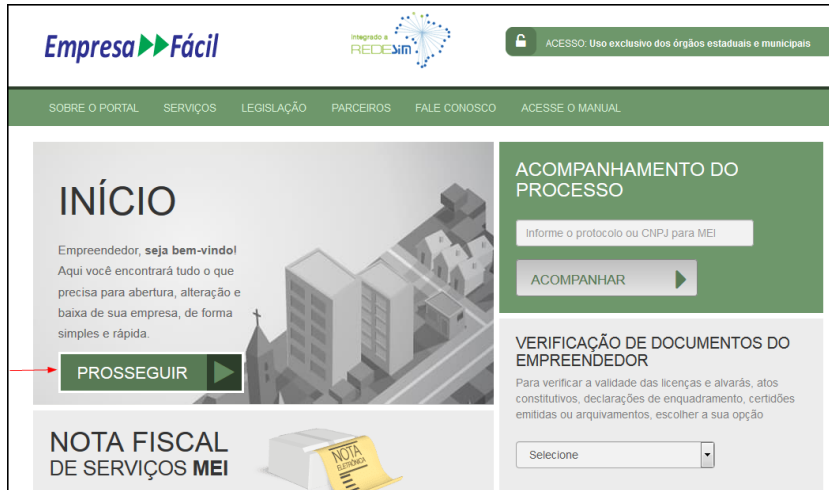 Empresa Fácil
Integrado à
REDESIM
ACESSO: Uso exclusivo dos órgãos estaduais e municipais
SOBRE O PORTAL SERVIÇOS LEGISLAÇÃO PARCEIROS FALE CONOSCO ACESSE O MANUAL
INÍCIO
Empreendedor, seja bem-vindo!
Aqui você encontrará tudo o que
precisa para abertura, alteração e
baixa de sua empresa, de forma
simples e rápida.
PROSSEGUIR
NOTA FISCAL
DE SERVIÇOS MEI
NOTA
ELETRÔNICA
ACOMPANHAMENTO DO
PROCESSO
Informe o protocolo ou CNPJ para MEI
ACOMPANHAR
VERIFICAÇÃO DE DOCUMENTOS DO
EMPREENDEDOR
Para verificar a validade das licenças e alvarás, atos
constitutivos, declarações de enquadramento, certidões
emitidas ou arquivamentos, escolher a sua opção
Selecione